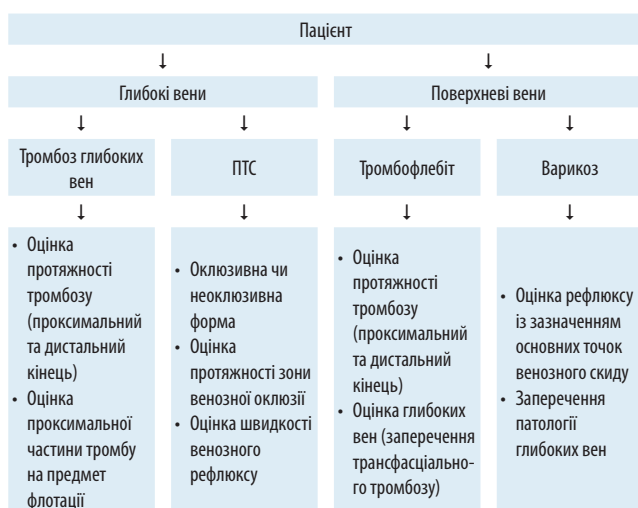 Пацієнт
↓ ↓
Глибокі вени Поверхневі вени
↓ ↓ ↓ ↓
Тромбоз глибоких
вен
ПТС
Тромбофлебіт
Варикоз
↓ ↓ ↓ ↓
• Оцінка
протяжності
тромбозу
(проксимальний
та дистальний
кінець)
• Оцінка
проксимальної
частини тромбу
на предмет
флотації
• Оклюзивна чи
неоклюзивна
форма
• Оцінка
протяжності зони
венозної оклюзії
• Оцінка швидкості
венозного
рефлюксу
• Оцінка
протяжності
тромбозу
(проксимальний
та дистальний
кінець)
• Оцінка глибоких
вен (заперечення
трансфасціально-
го тромбозу)
• Оцінка рефлюксу
із зазначенням
основних точок
венозного скиду
• Заперечення
патології
глибоких вен